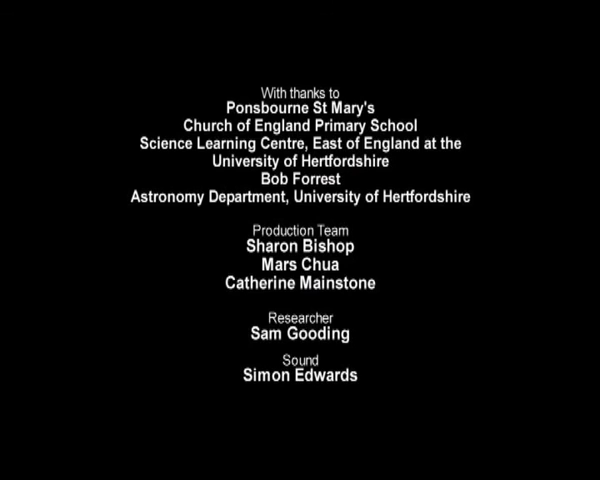 With thanks to
Ponsbourne St Mary's
Church of England Primary School
Science Learning Centre, East of England at the
University of Hertfordshire
Bob Forrest
Astronomy Department, University of Hertfordshire
Production Team
Sharon Bishop
Mars Chua
Catherine Mainstone
Researcher
Sam Gooding
Sound
Simon Edwards